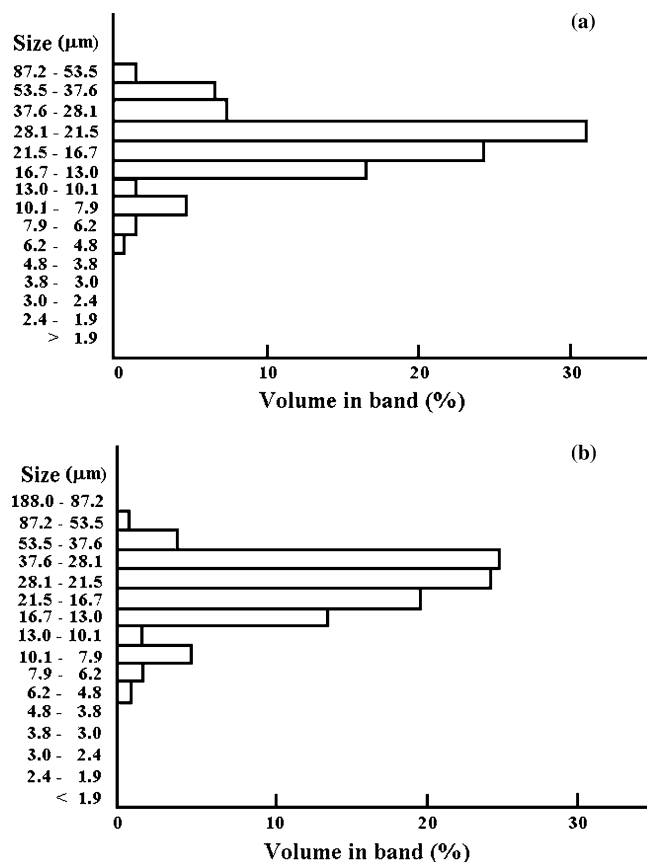 (a)
Size (μm)
87.2 - 53.5
53.5 - 37.6
37.6 - 28.1
28.1 - 21.5
21.5 - 16.7
16.7 - 13.0
13.0 - 10.1
10.1 - 7.9
7.9 - 6.2
6.2 - 4.8
4.8 - 3.8
3.8 - 3.0
3.0 - 2.4
2.4 - 1.9
> 1.9
0 10 20 30
Volume in band (%)
(b)
Size (μm)
188.0 - 87.2
87.2 - 53.5
53.5 - 37.6
37.6 - 28.1
28.1 - 21.5
21.5 - 16.7
16.7 - 13.0
13.0 - 10.1
10.1 - 7.9
7.9 - 6.2
6.2 - 4.8
4.8 - 3.8
3.8 - 3.0
3.0 - 2.4
2.4 - 1.9
< 1.9
0 10 20 30
Volume in band (%)